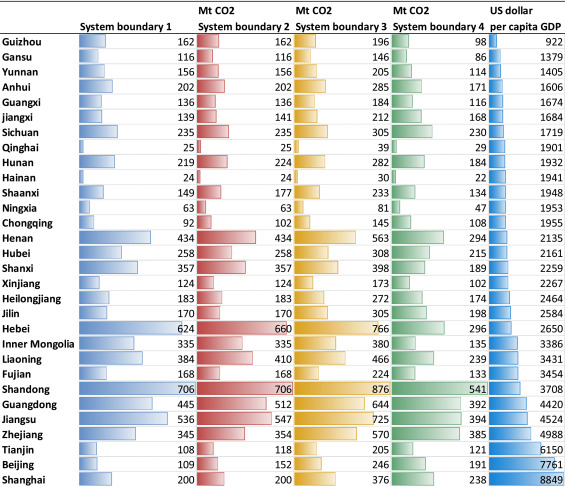 Mt CO2 Mt CO2 Mt CO2 US dollar
System boundary 1 System boundary 2 System boundary 3 System boundary 4 per capita GDP
Guizhou 162 162 196 98 922
Gansu 116 116 146 86 1379
Yunnan 156 156 205 114 1405
Anhui 202 202 285 171 1606
Guangxi 136 136 184 116 1674
jiangxi 139 141 212 168 1684
Sichuan 235 235 305 230 1719
Qinghai 25 25 39 29 1901
Hunan 219 224 282 184 1932
Hainan 24 24 30 22 1941
Shaanxi 149 177 233 134 1948
Ningxia 63 63 81 47 1953
Chongqing 92 102 145 108 1955
Henan 434 434 563 294 2135
Hubei 258 258 308 215 2161
Shanxi 357 357 398 189 2259
Xinjiang 124 124 173 102 2267
Heilongjiang 183 183 272 174 2464
Jilin 170 170 305 198 2584
Hebei 624 660 766 296 2650
Inner Mongolia 335 335 380 135 3386
Liaoning 384 410 466 239 3431
Fujian 168 168 224 133 3454
Shandong 706 706 876 541 3708
Guangdong 445 512 644 392 4420
Jiangsu 536 547 725 394 4524
Zhejiang 345 354 570 385 4988
Tianjin 108 118 205 121 6150
Beijing 109 152 246 191 7761
Shanghai 200 200 376 238 8849